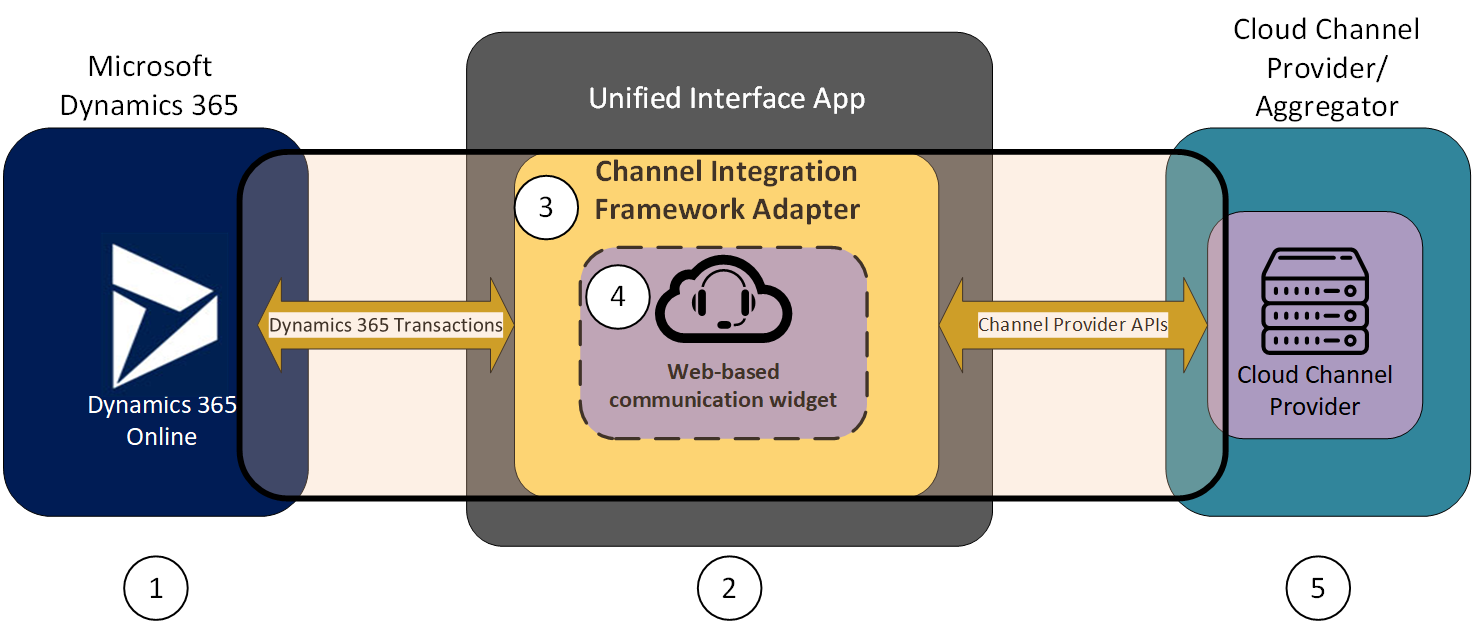 Microsoft
Dynamics 365
Unified Interface App
Cloud Channel
Provider/
Aggregator
3
Channel Integration
Framework Adapter
4
Dynamics 365 Transactions
Channel Provider APIs
Web-based
communication widget
Dynamics 365
Online
Cloud Channel
Provider
1
2
5